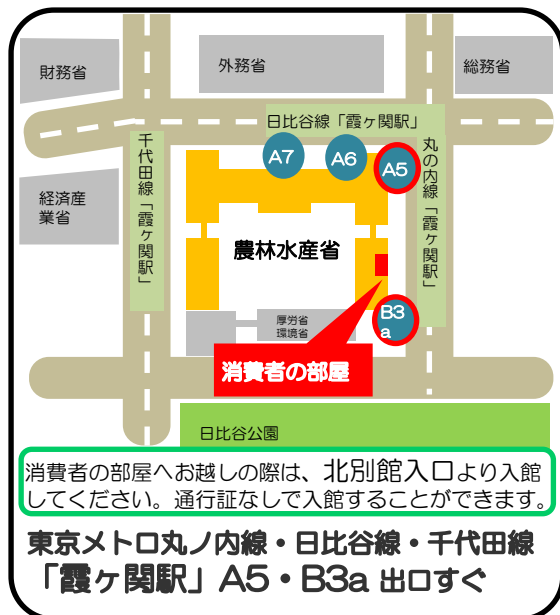 財務省
外務省
総務省
日比谷線「霞ヶ関駅」
千代田線「霞ヶ関駅」
丸の内線「霞ヶ関駅」
A7
A6
A5
経済産
業省
農林水産省
B3
a
厚労省
環境省
消費者の部屋
日比谷公園
消費者の部屋へお越しの際は、北別館入口より入館
してください。通行証なしで入館することができます。
東京メトロ丸ノ内線・日比谷線・千代田線
「霞ヶ関駅」A5・B3a 出口すぐ